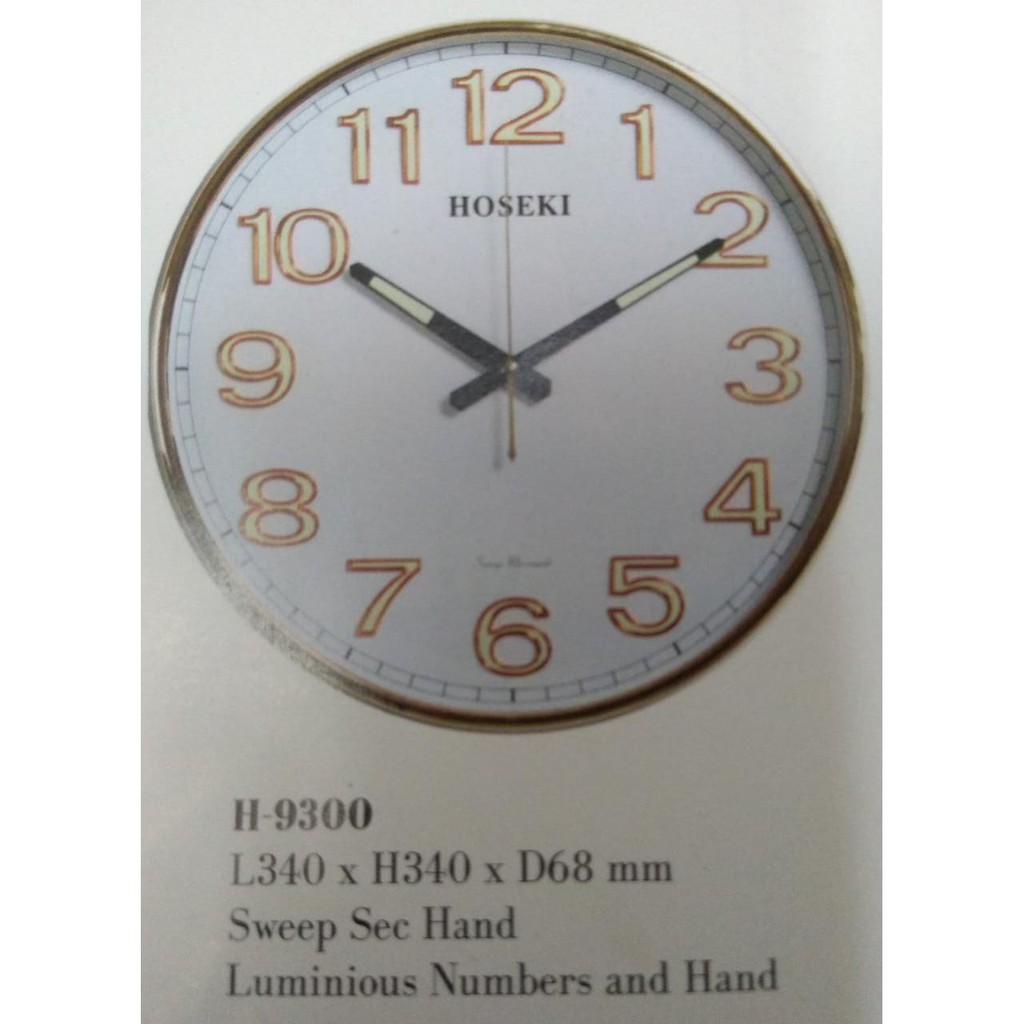 12
11
1
HOSEKI
10
2
9
3
8
4
7
5
6
H-9300
L340 x H340 x D68 mm
Sweep Sec Hand
Luminious Numbers and Hand